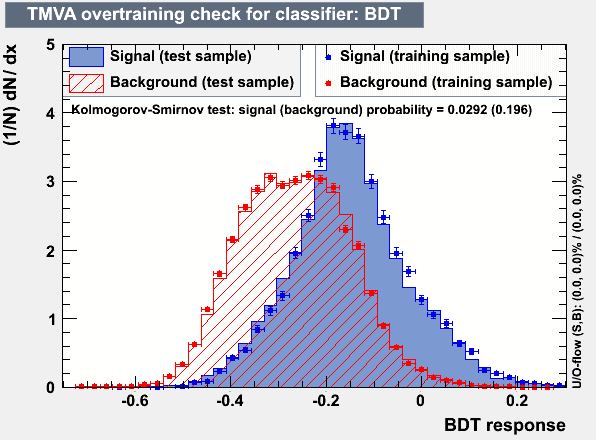 TMVA overtraining check for classifier: BDT
(1/N) dN / dx
Signal (test sample)
Background (test sample)
Signal (training sample)
Background (training sample)
Kolmogorov-Smirnov test: signal (background) probability = 0.0292 (0.196)
5
4
3
2
1
0
-0.6
-0.4
-0.2
0
0.2
BDT response
U/O-flow (S,B): (0.0, 0.0)% / (0.0, 0.0)%